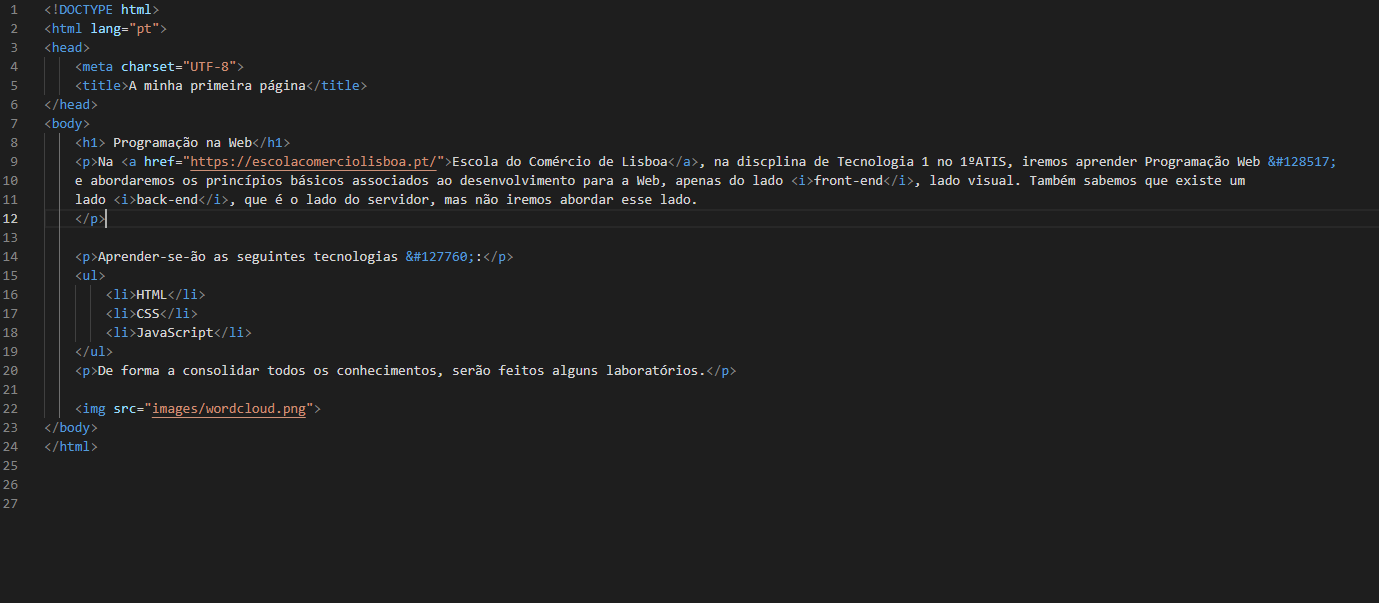 1 <!DOCTYPE html>
2 <html lang="pt">
3 <head>
4 <meta charset="UTF-8">
5 <title>A minha primeira página</title>
6 </head>
7 <body>
8 <h1> Programação na Web</h1>
9 <p>Na <a href="https://escolacomerciolisboa.pt/">Escola do Comércio de Lisboa</a>, na discplina de Tecnologia 1 no 1ºATIS, iremos aprender Programação Web &#128517;
10 e abordaremos os princípios básicos associados ao desenvolvimento para a Web, apenas do lado <i>front-end</i>, lado visual. Também sabemos que existe um
11 lado <i>back-end</i>, que é o lado do servidor, mas não iremos abordar esse lado.
12 </p>
13
14 <p>Aprender-se-ão as seguintes tecnologias &#127760;:</p>
15 <ul>
16 <li>HTML</li>
17 <li>CSS</li>
18 <li>JavaScript</li>
19 </ul>
20 <p>De forma a consolidar todos os conhecimentos, serão feitos alguns laboratórios.</p>
21
22 <img src="images/wordcloud.png">
23 </body>
24 </html>
25
26
27